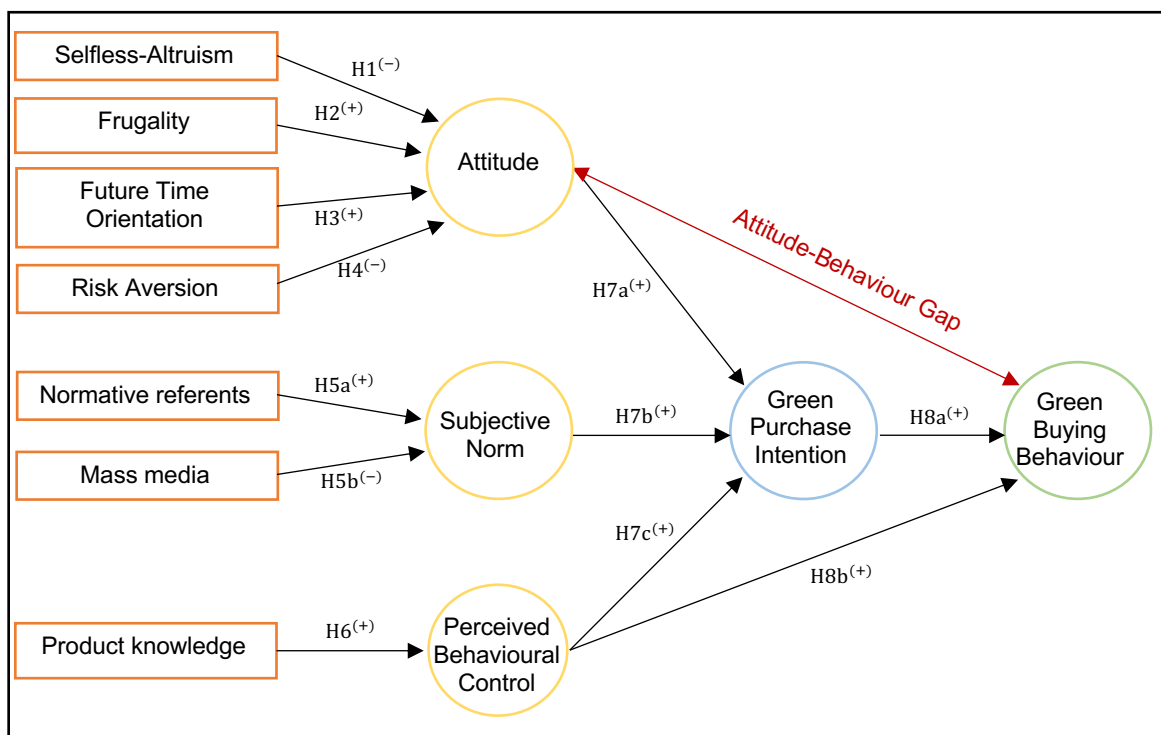 Selfless-Altruism
H1(−)
Frugality
H2(+)
Attitude
Future Time
Orientation
H3(+)
Risk Aversion
H4(−)
Attitude-Behaviour Gap
H7a(+)
Normative referents
H5a(+)
Subjective
Norm
H7b(+)
Green
Purchase
Intention
H8a(+)
Green
Buying
Behaviour
Mass media
H5b(−)
H7c(+)
H8b(+)
Product knowledge
H6(+)
Perceived
Behavioural
Control